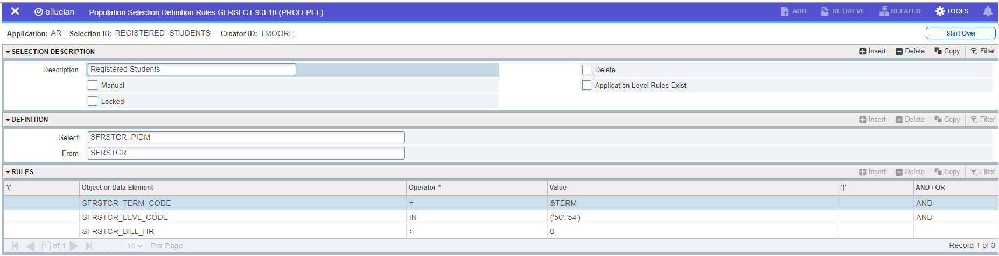 ✕ ellucian Population Selection Definition Rules GLRSLCT 9.3.18 (PROD-PEL) ADD RETRIEVE RELATED TOOLS
Application: AR Selection ID: REGISTERED_STUDENTS Creator ID: TMOORE Start Over
SELECTION DESCRIPTION Insert Delete Copy Filter
Description Registered Students Delete
Manual Application Level Rules Exist
Locked
DEFINITION Insert Delete Copy Filter
Select SFRSTCR_PIDM
From SFRSTCR
RULES Insert Delete Copy Filter
'(' Object or Data Element Operator * Value ')' AND / OR
SFRSTCR_TERM_CODE = &TERM AND
SFRSTCR_LEVL_CODE IN ('50','54') AND
SFRSTCR_BILL_HR > 0
1 of 1 10 Per Page Record 1 of 3